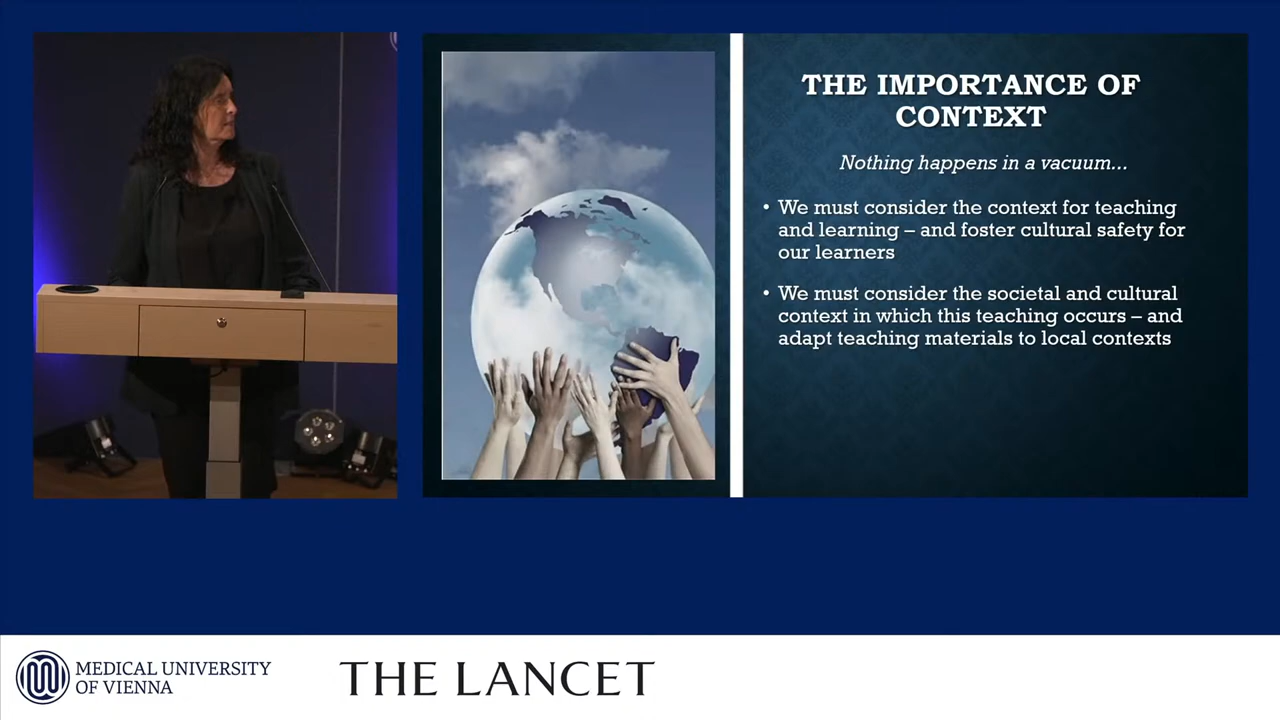 THE IMPORTANCE OF
CONTEXT
Nothing happens in a vacuum...
• We must consider the context for teaching
and learning – and foster cultural safety for
our learners
• We must consider the societal and cultural
context in which this teaching occurs – and
adapt teaching materials to local contexts
MEDICAL UNIVERSITY
OF VIENNA
THE LANCET